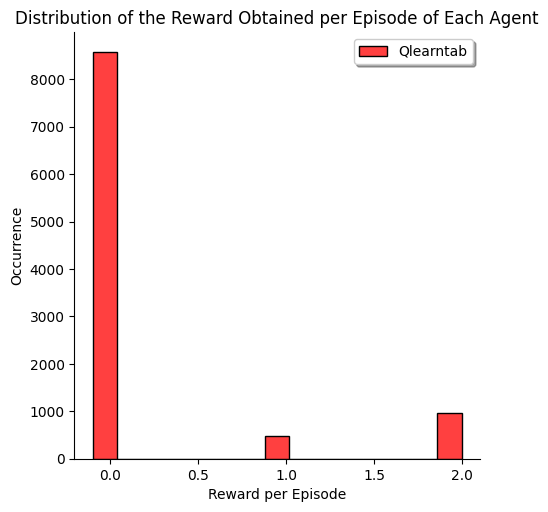 Distribution of the Reward Obtained per Episode of Each Agent
Qlearntab
8000
7000
6000
5000
4000
3000
2000
1000
0
Occurrence
0.0 0.5 1.0 1.5 2.0
Reward per Episode